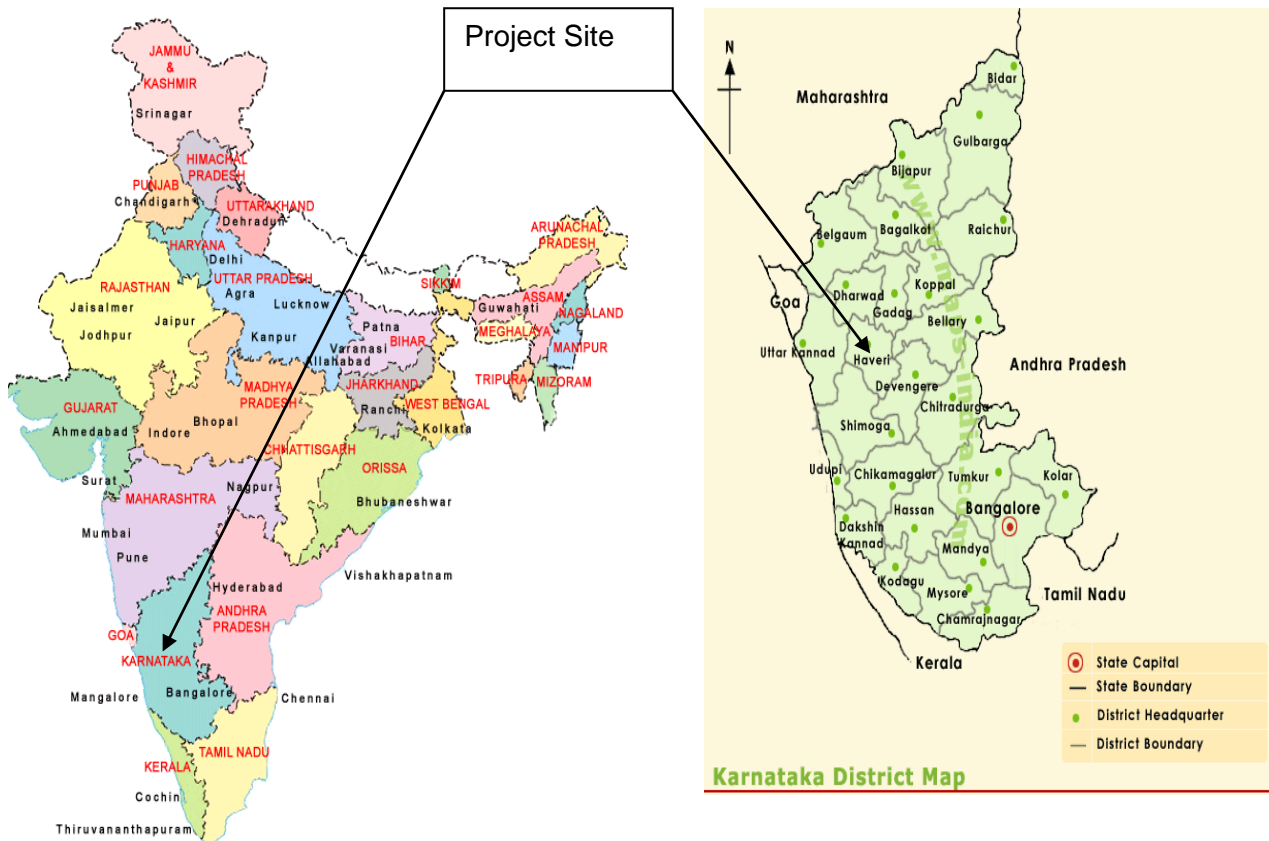 Project Site
JAMMU
&
KASHMIR
Srinagar
HIMACHAL
PRADESH
PUNJAB
Chandigarh
UTTARAKHAND
Dehradun
HARYANA
Delhi
ARUNACHAL
PRADESH
RAJASTHAN
UTTAR PRADESH
SIKKIM
ASSAM
Jaisalmer
Agra
Lucknow
Guwahati
NAGALAND
Jaipur
Jodhpur
Kanpur
Patna
BIHAR
MEGHALAYA
Varanasi
MANIPUR
Allahabad
MADHYA
PRADESH
JHARKHAND
TRIPURA
MIZORAM
GUJARAT
Ranchi
WEST BENGAL
Ahmedabad
Indore
Bhopal
Kolkata
CHHATTISGARH
ORISSA
Surat
MAHARASHTRA
Nagpur
Bhubaneshwar
Mumbai
Pune
Hyderabad
Vishakhapatnam
ANDHRA
PRADESH
GOA
KARNATAKA
Mangalore
Bangalore
Chennai
KERALA
TAMIL NADU
Cochin
Thiruvananthapuram
N
Maharashtra
Bidar
Gulbarga
Bijapur
www.maps-india.com
Belgaum
Bagalkot
Raichur
Goa
Dharwad
Gadag
Koppal
Bellary
Uttar Kannad
Haveri
Andhra Pradesh
Devengere
Chitradurga
Shimoga
Udupi
Chikamagalur
Tumkur
Kolar
Hassan
Bangalore
Dakshin
Kannad
Mandya
Kodagu
Mysore
Tamil Nadu
Chamrajnagar
Kerala
State Capital
State Boundary
District Headquarter
District Boundary
Karnataka District Map